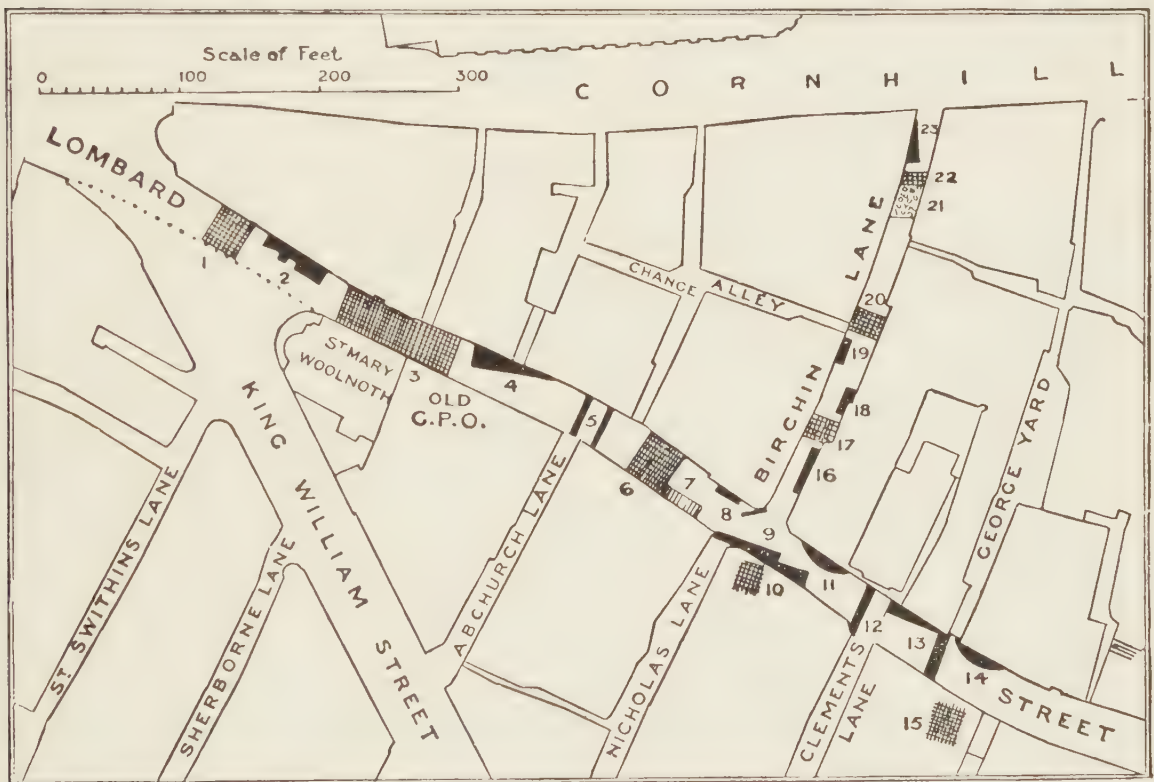 Scale of Feet
0 100 200 300
CORNHILL
LOMBARD
23
22
21
LANE
1
2
CHANGE ALLEY
20
ST MARY
WOOLNOTH
3
4
19
OLD
G.P.O.
BIRCHIN
18
5
17
KING WILLIAM STREET
16
GEORGE YARD
6
7
8
9
ST SWITHINS LANE
SHERBORNE LANE
ABCHURCH LANE
NICHOLAS LANE
10
11
12
13
14
CLEMENTS
LANE
15
STREET